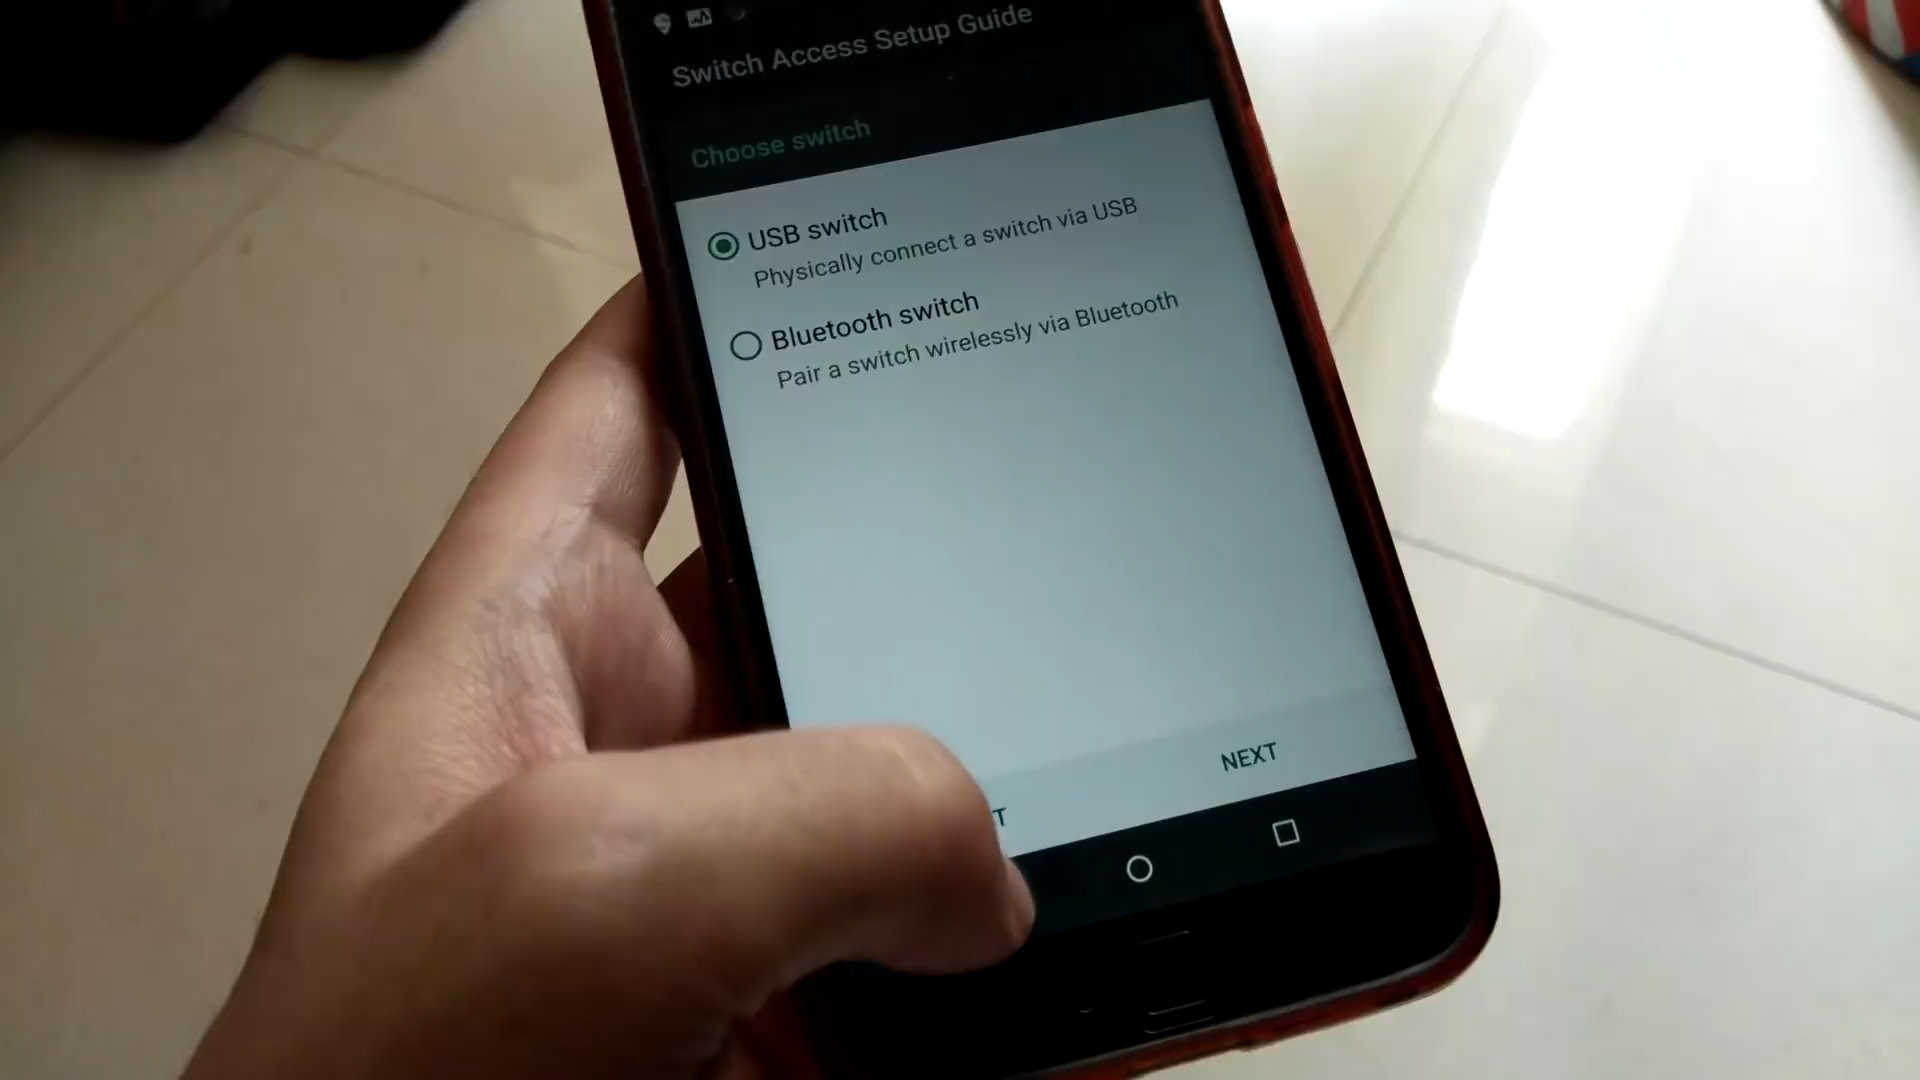 Switch Access Setup Guide
Choose switch
USB switch
Physically connect a switch via USB
Bluetooth switch
Pair a switch wirelessly via Bluetooth
NEXT